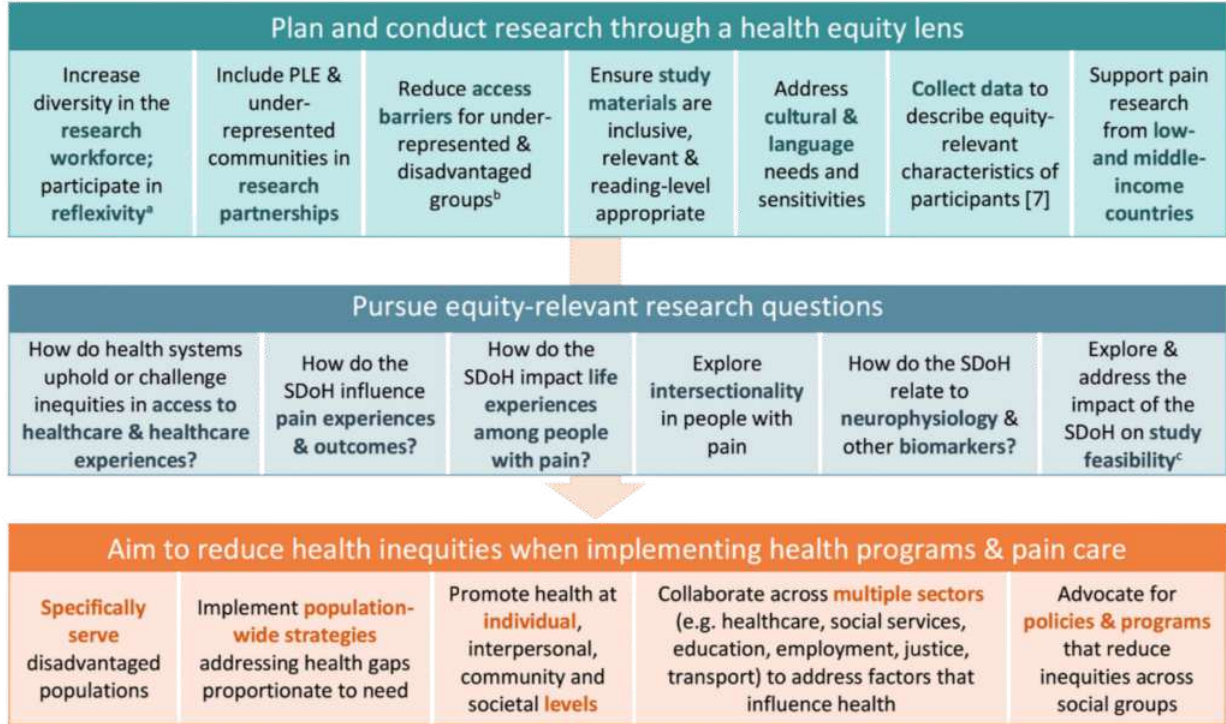 Plan and conduct research through a health equity lens
Increase
diversity in the
research
workforce;
participate in
reflexivityᵃ
Include PLE &
under-
represented
communities in
research
partnerships
Reduce access
barriers for under-
represented &
disadvantaged
groupsᵇ
Ensure study
materials are
inclusive,
relevant &
reading-level
appropriate
Address
cultural &
language
needs and
sensitivities
Collect data to
describe equity-
relevant
characteristics of
participants [7]
Support pain
research
from low-
and middle-
income
countries
Pursue equity-relevant research questions
How do health systems
uphold or challenge
inequities in access to
healthcare & healthcare
experiences?
How do the
SDoH influence
pain experiences
& outcomes?
How do the
SDoH impact life
experiences
among people
with pain?
Explore
intersectionality
in people with
pain
How do the SDoH
relate to
neurophysiology &
other biomarkers?
Explore &
address the
impact of the
SDoH on study
feasibilityᶜ
Aim to reduce health inequities when implementing health programs & pain care
Specifically
serve
disadvantaged
populations
Implement population-
wide strategies
addressing health gaps
proportionate to need
Promote health at
individual,
interpersonal,
community and
societal levels
Collaborate across multiple sectors
(e.g. healthcare, social services,
education, employment, justice,
transport) to address factors that
influence health
Advocate for
policies & programs
that reduce
inequities across
social groups